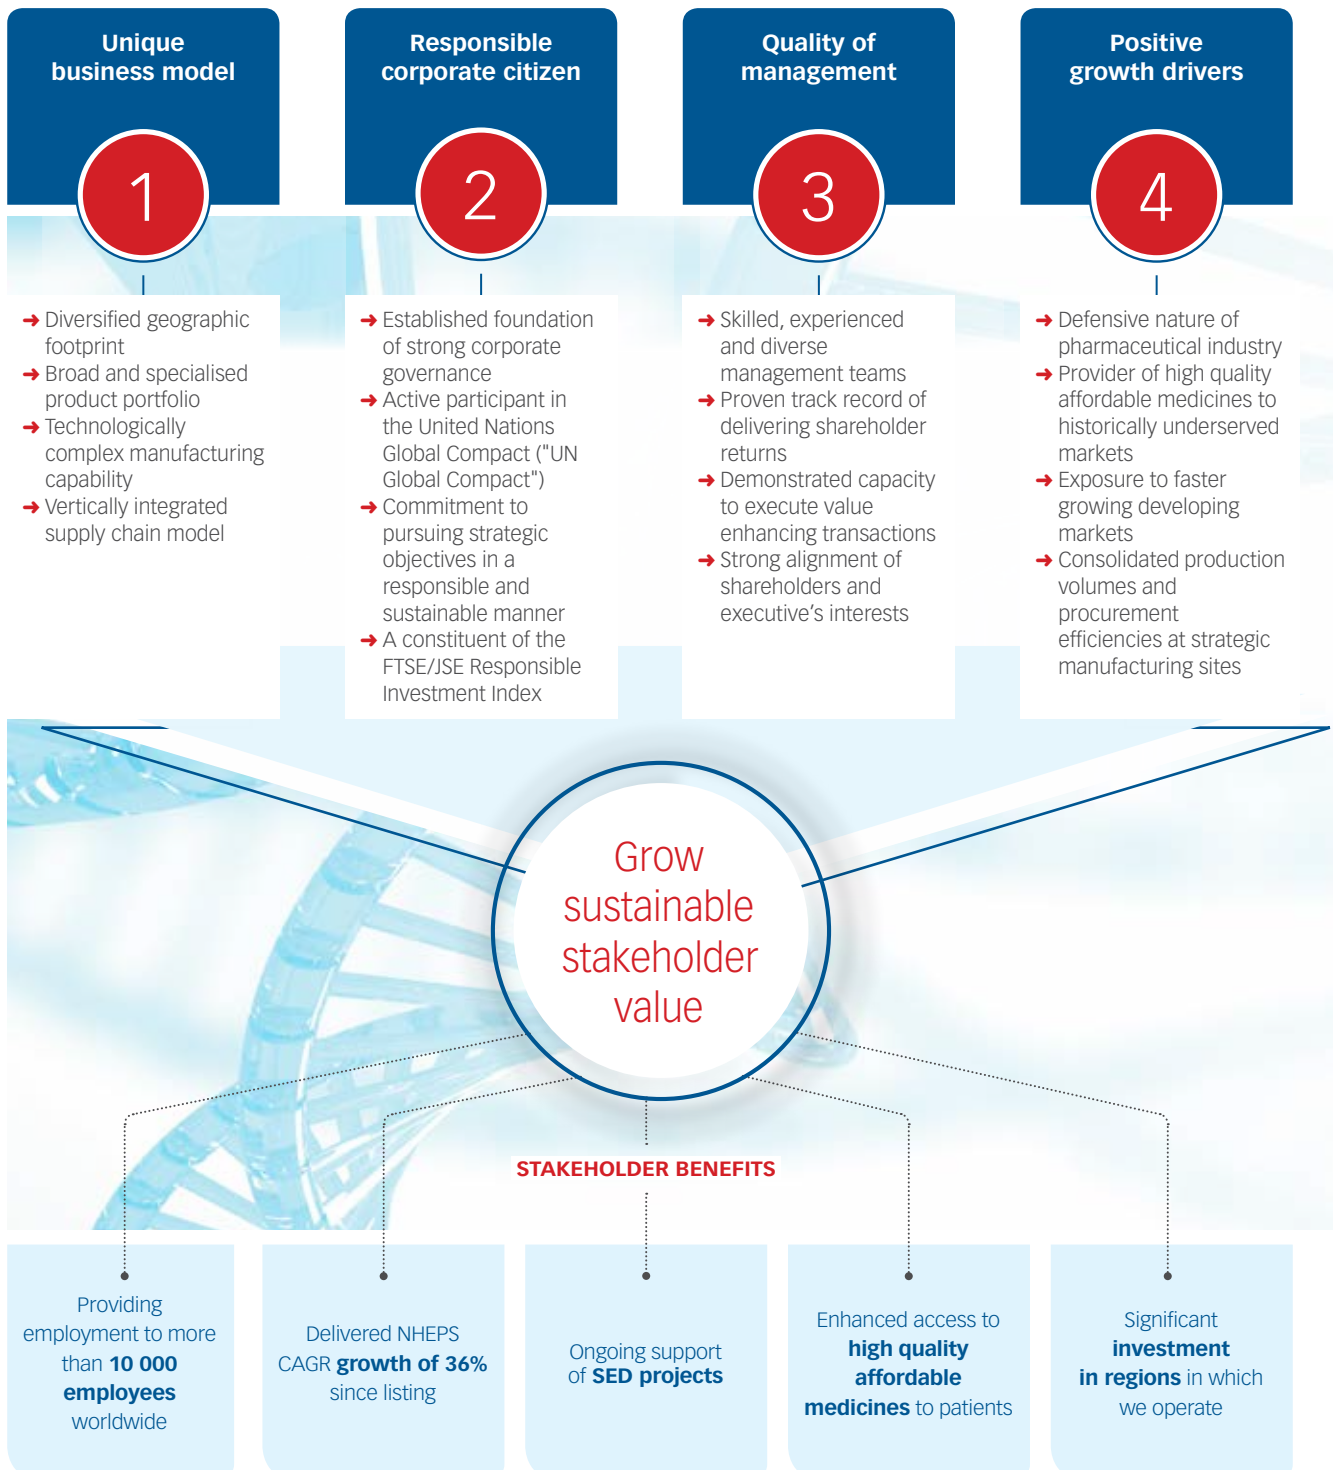 Unique
business model
1
➜ Diversified geographic
footprint
➜ Broad and specialised
product portfolio
➜ Technologically
complex manufacturing
capability
➜ Vertically integrated
supply chain model
Responsible
corporate citizen
2
➜ Established foundation
of strong corporate
governance
➜ Active participant in
the United Nations
Global Compact ("UN
Global Compact")
➜ Commitment to
pursuing strategic
objectives in a
responsible and
sustainable manner
➜ A constituent of the
FTSE/JSE Responsible
Investment Index
Quality of
management
3
➜ Skilled, experienced
and diverse
management teams
➜ Proven track record of
delivering shareholder
returns
➜ Demonstrated capacity
to execute value
enhancing transactions
➜ Strong alignment of
shareholders and
executive’s interests
Positive
growth drivers
4
➜ Defensive nature of
pharmaceutical industry
➜ Provider of high quality
affordable medicines to
historically underserved
markets
➜ Exposure to faster
growing developing
markets
➜ Consolidated production
volumes and
procurement
efficiencies at strategic
manufacturing sites
Grow
sustainable
stakeholder
value
STAKEHOLDER BENEFITS
Providing
employment to more
than 10 000
employees
worldwide
Delivered NHEPS
CAGR growth of 36%
since listing
Ongoing support
of SED projects
Enhanced access to
high quality
affordable
medicines to patients
Significant
investment
in regions in which
we operate